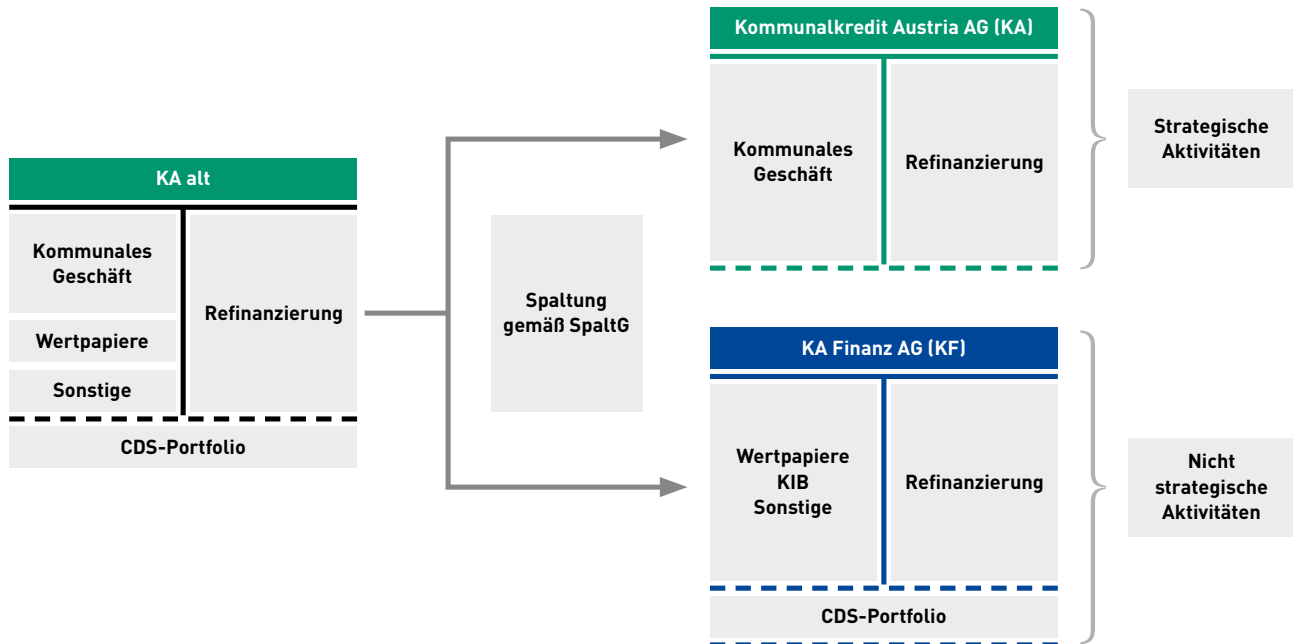 KA alt
Kommunales
Geschäft
Wertpapiere
Sonstige
Refinanzierung
CDS-Portfolio
Spaltung
gemäß SpaltG
Kommunalkredit Austria AG (KA)
Kommunales
Geschäft
Refinanzierung
Strategische
Aktivitäten
KA Finanz AG (KF)
Wertpapiere
KIB
Sonstige
Refinanzierung
CDS-Portfolio
Nicht
strategische
Aktivitäten